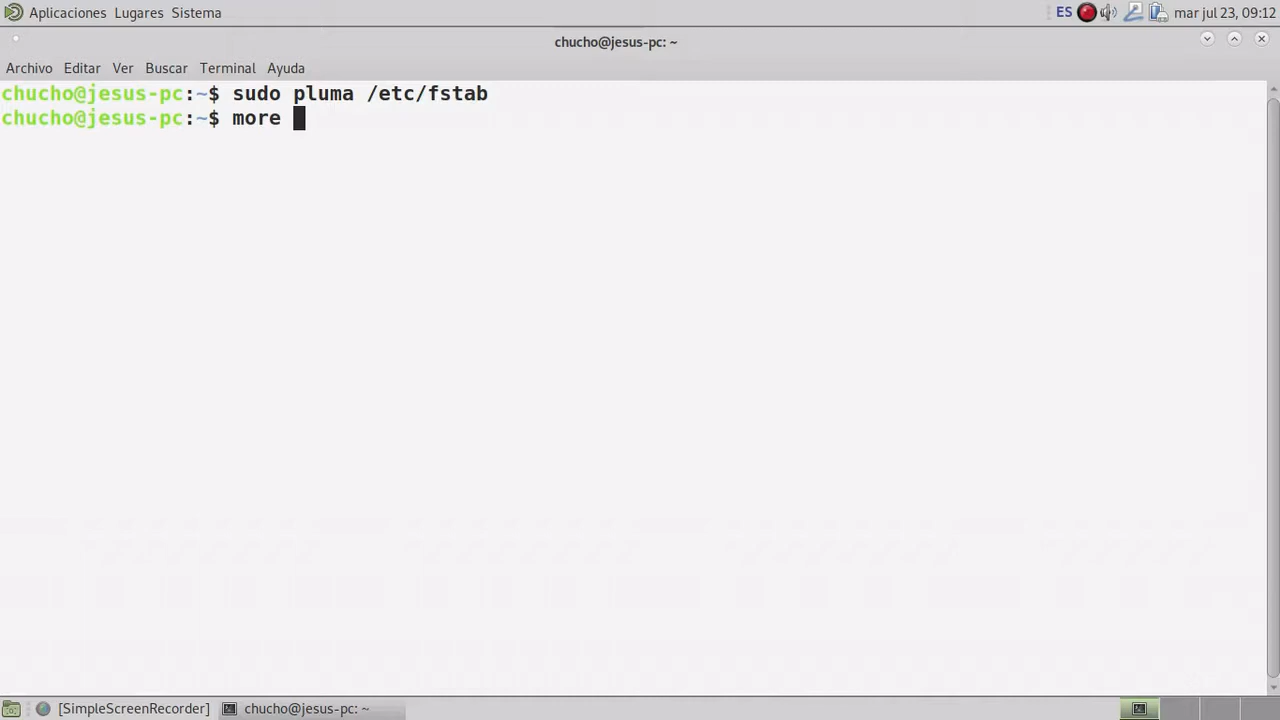 Aplicaciones Lugares Sistema ES mar jul 23, 09:12
chucho@jesus-pc: ~
Archivo Editar Ver Buscar Terminal Ayuda
chucho@jesus-pc:~$ sudo pluma /etc/fstab
chucho@jesus-pc:~$ more
[SimpleScreenRecorder] chucho@jesus-pc: ~